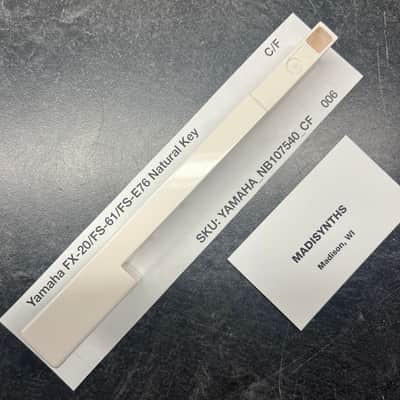 Yamaha FX-20/FS-61/FS-E76 Natural Key
C/F
SKU: YAMAHA_NB107540_CF
006
MADISYNTHS
Madison, WI